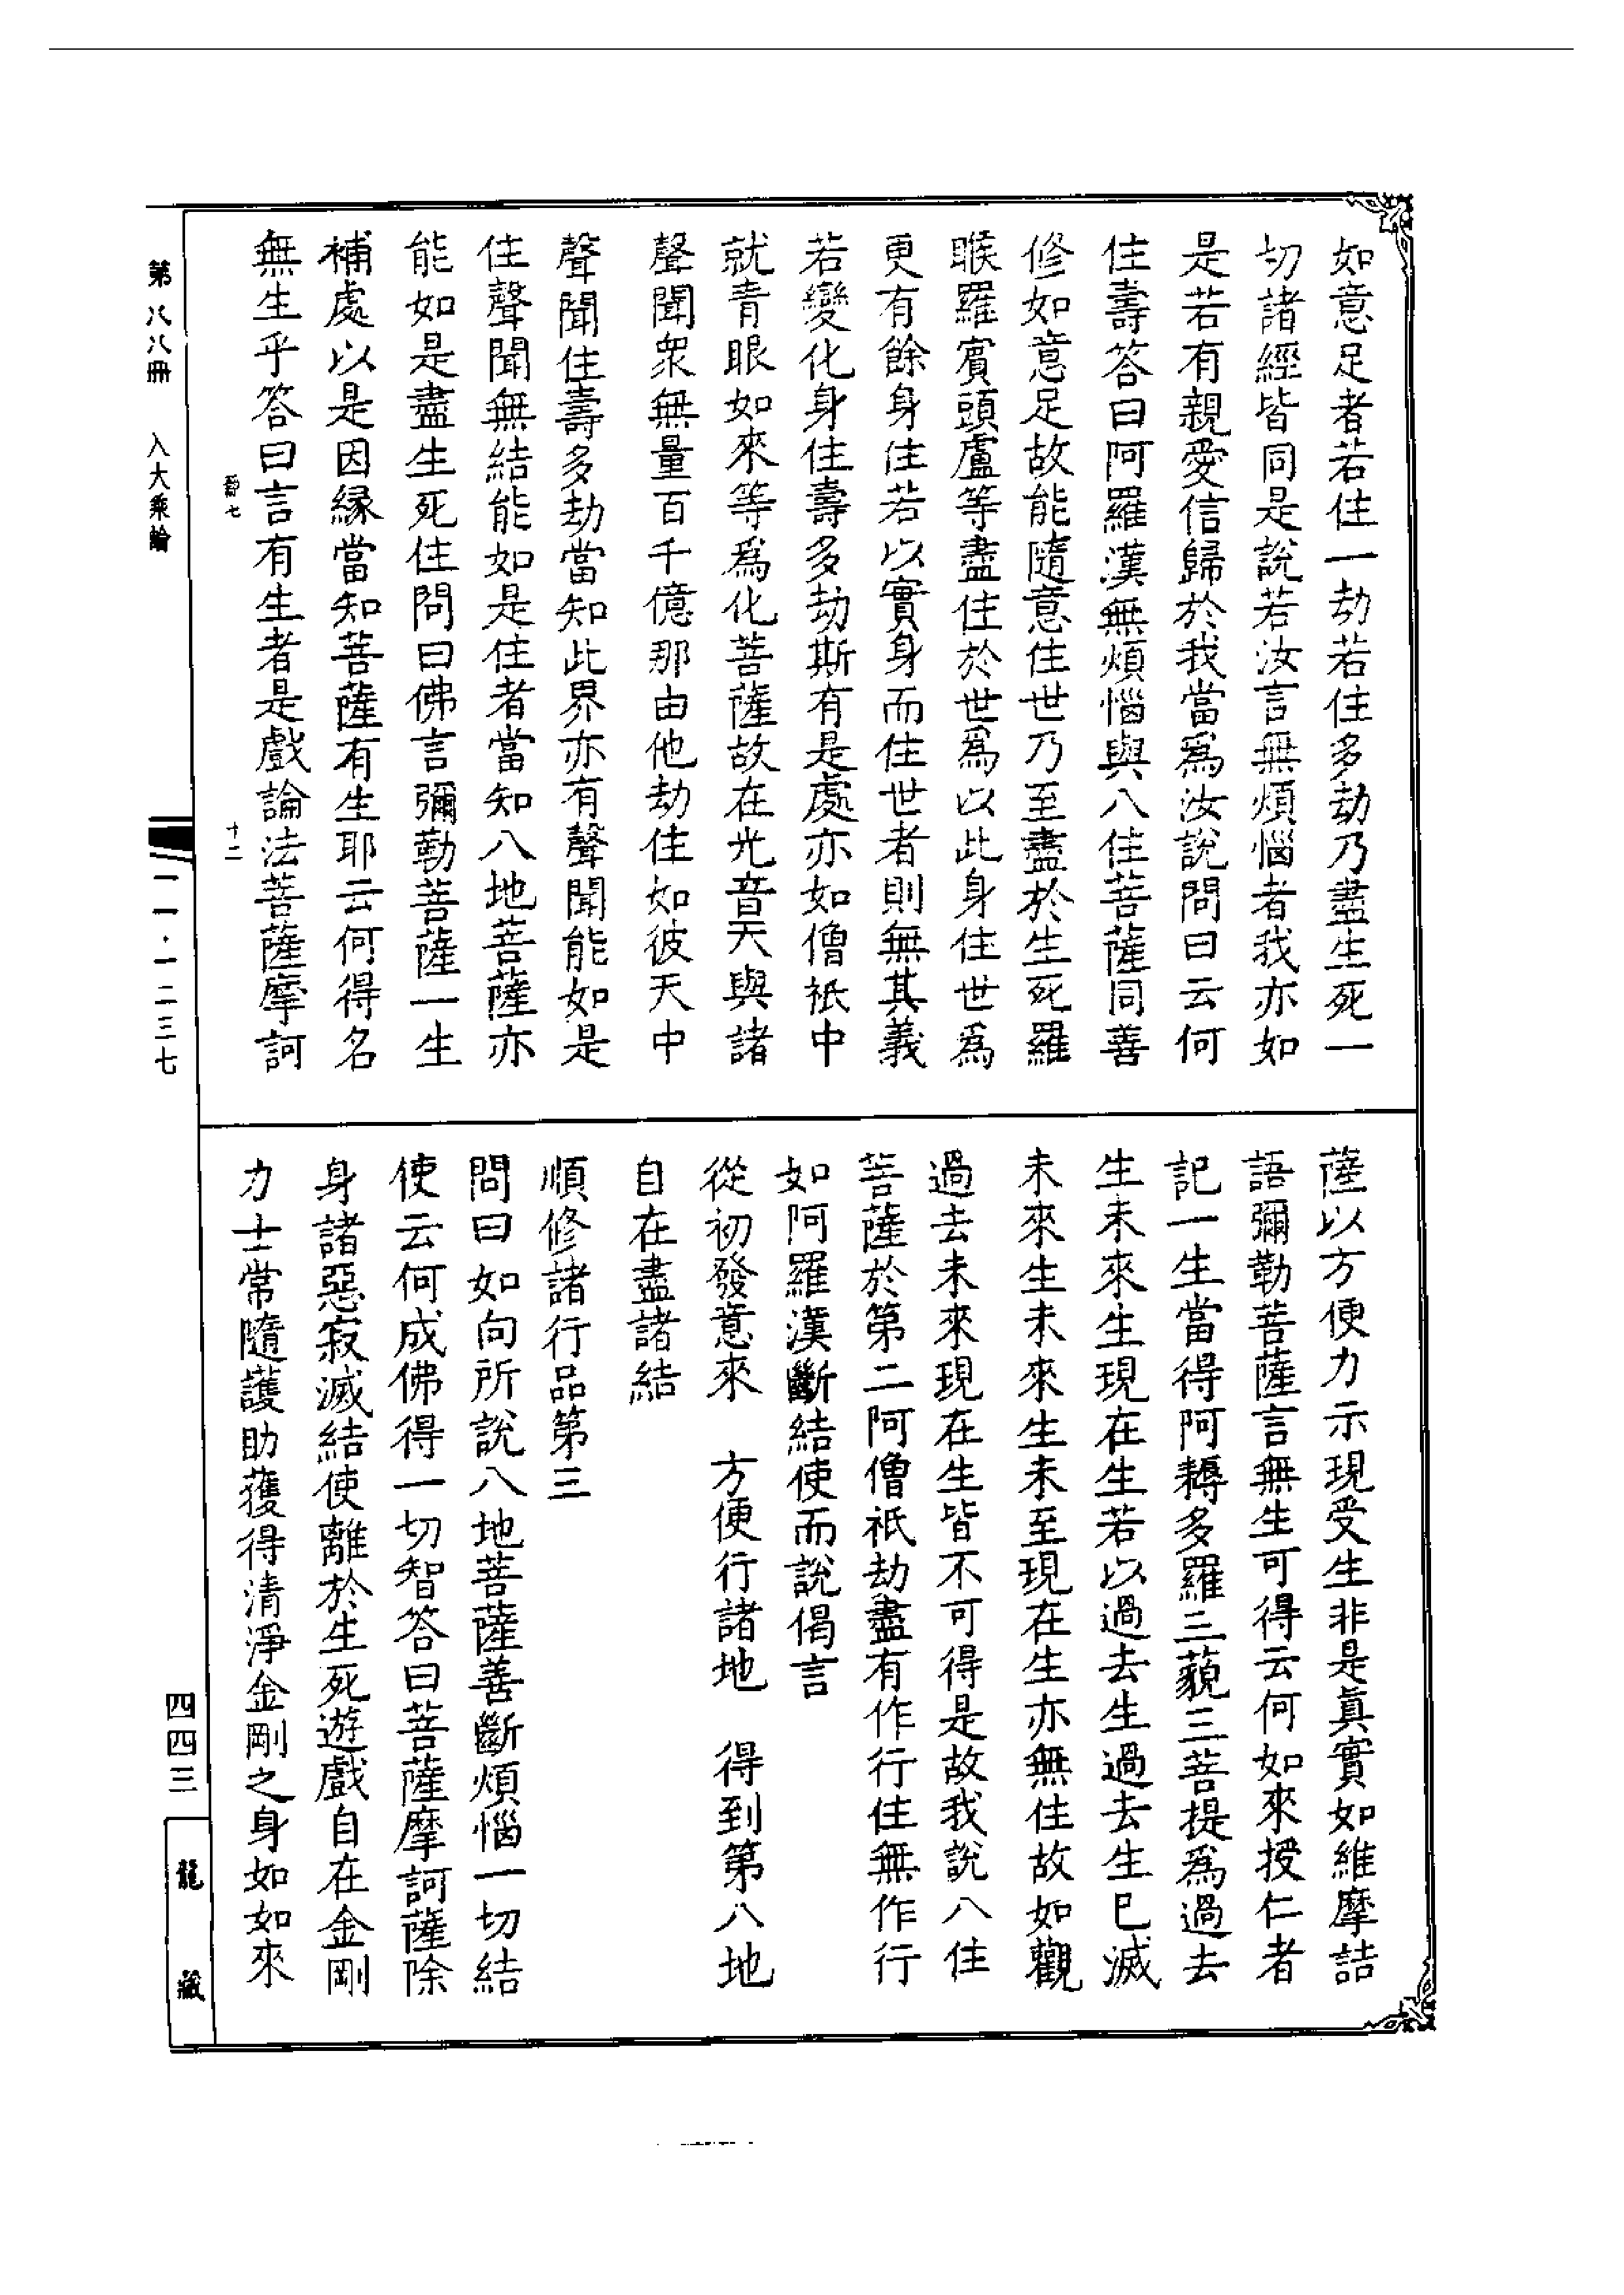 如意足者若住一劫若住多劫乃盡生死一
切諸經皆同是說若汝言無煩惱者我亦如
是若有親愛信歸於我當為汝說問曰云何
住壽答曰阿羅漢無煩惱與八住菩薩同善
修如意足故能隨意住世乃至盡於生死羅
睺羅賓頭盧等盡住於世為以此身住世為
更有餘身住若以實身而住世者則無其義
若變化身住壽多劫斯有是處亦如僧祇中
就青眼如來等為化菩薩故在光音天與諸
聲聞眾無量百千億那由他劫住如彼天中
聲聞住壽多劫當知此界亦有聲聞能如是
住聲聞無結能如是住者當知八地菩薩亦
能如是盡生死住問曰佛言彌勒菩薩一生
補處以是因緣當知菩薩有生耶云何得名
無生乎答曰言有生者是戲論法菩薩摩訶
薩以方便力示現受生非是真實如維摩詰
語彌勒菩薩言無生可得云何如來授仁者
記一生當得阿耨多羅三藐三菩提為過去
生未來生現在生若以過去生過去生已滅
未來生未來生未至現在生亦無住故如觀
過去未來現在生皆不可得是故我說八住
菩薩於第二阿僧祇劫盡有作行住無作行
如阿羅漢斷結使而說偈言
從初發意來　方便行諸地　得到第八地
自在盡諸結
順修諸行品第三
問曰如向所說八地菩薩善斷煩惱一切結
使云何成佛得一切智答曰菩薩摩訶薩除
身諸惡寂滅結使離於生死遊戲自在金剛
力士常隨護助獲得清淨金剛之身如如來
靜七
十二
第八八冊　入大乘論
一一·一二三七
四四三
龍藏